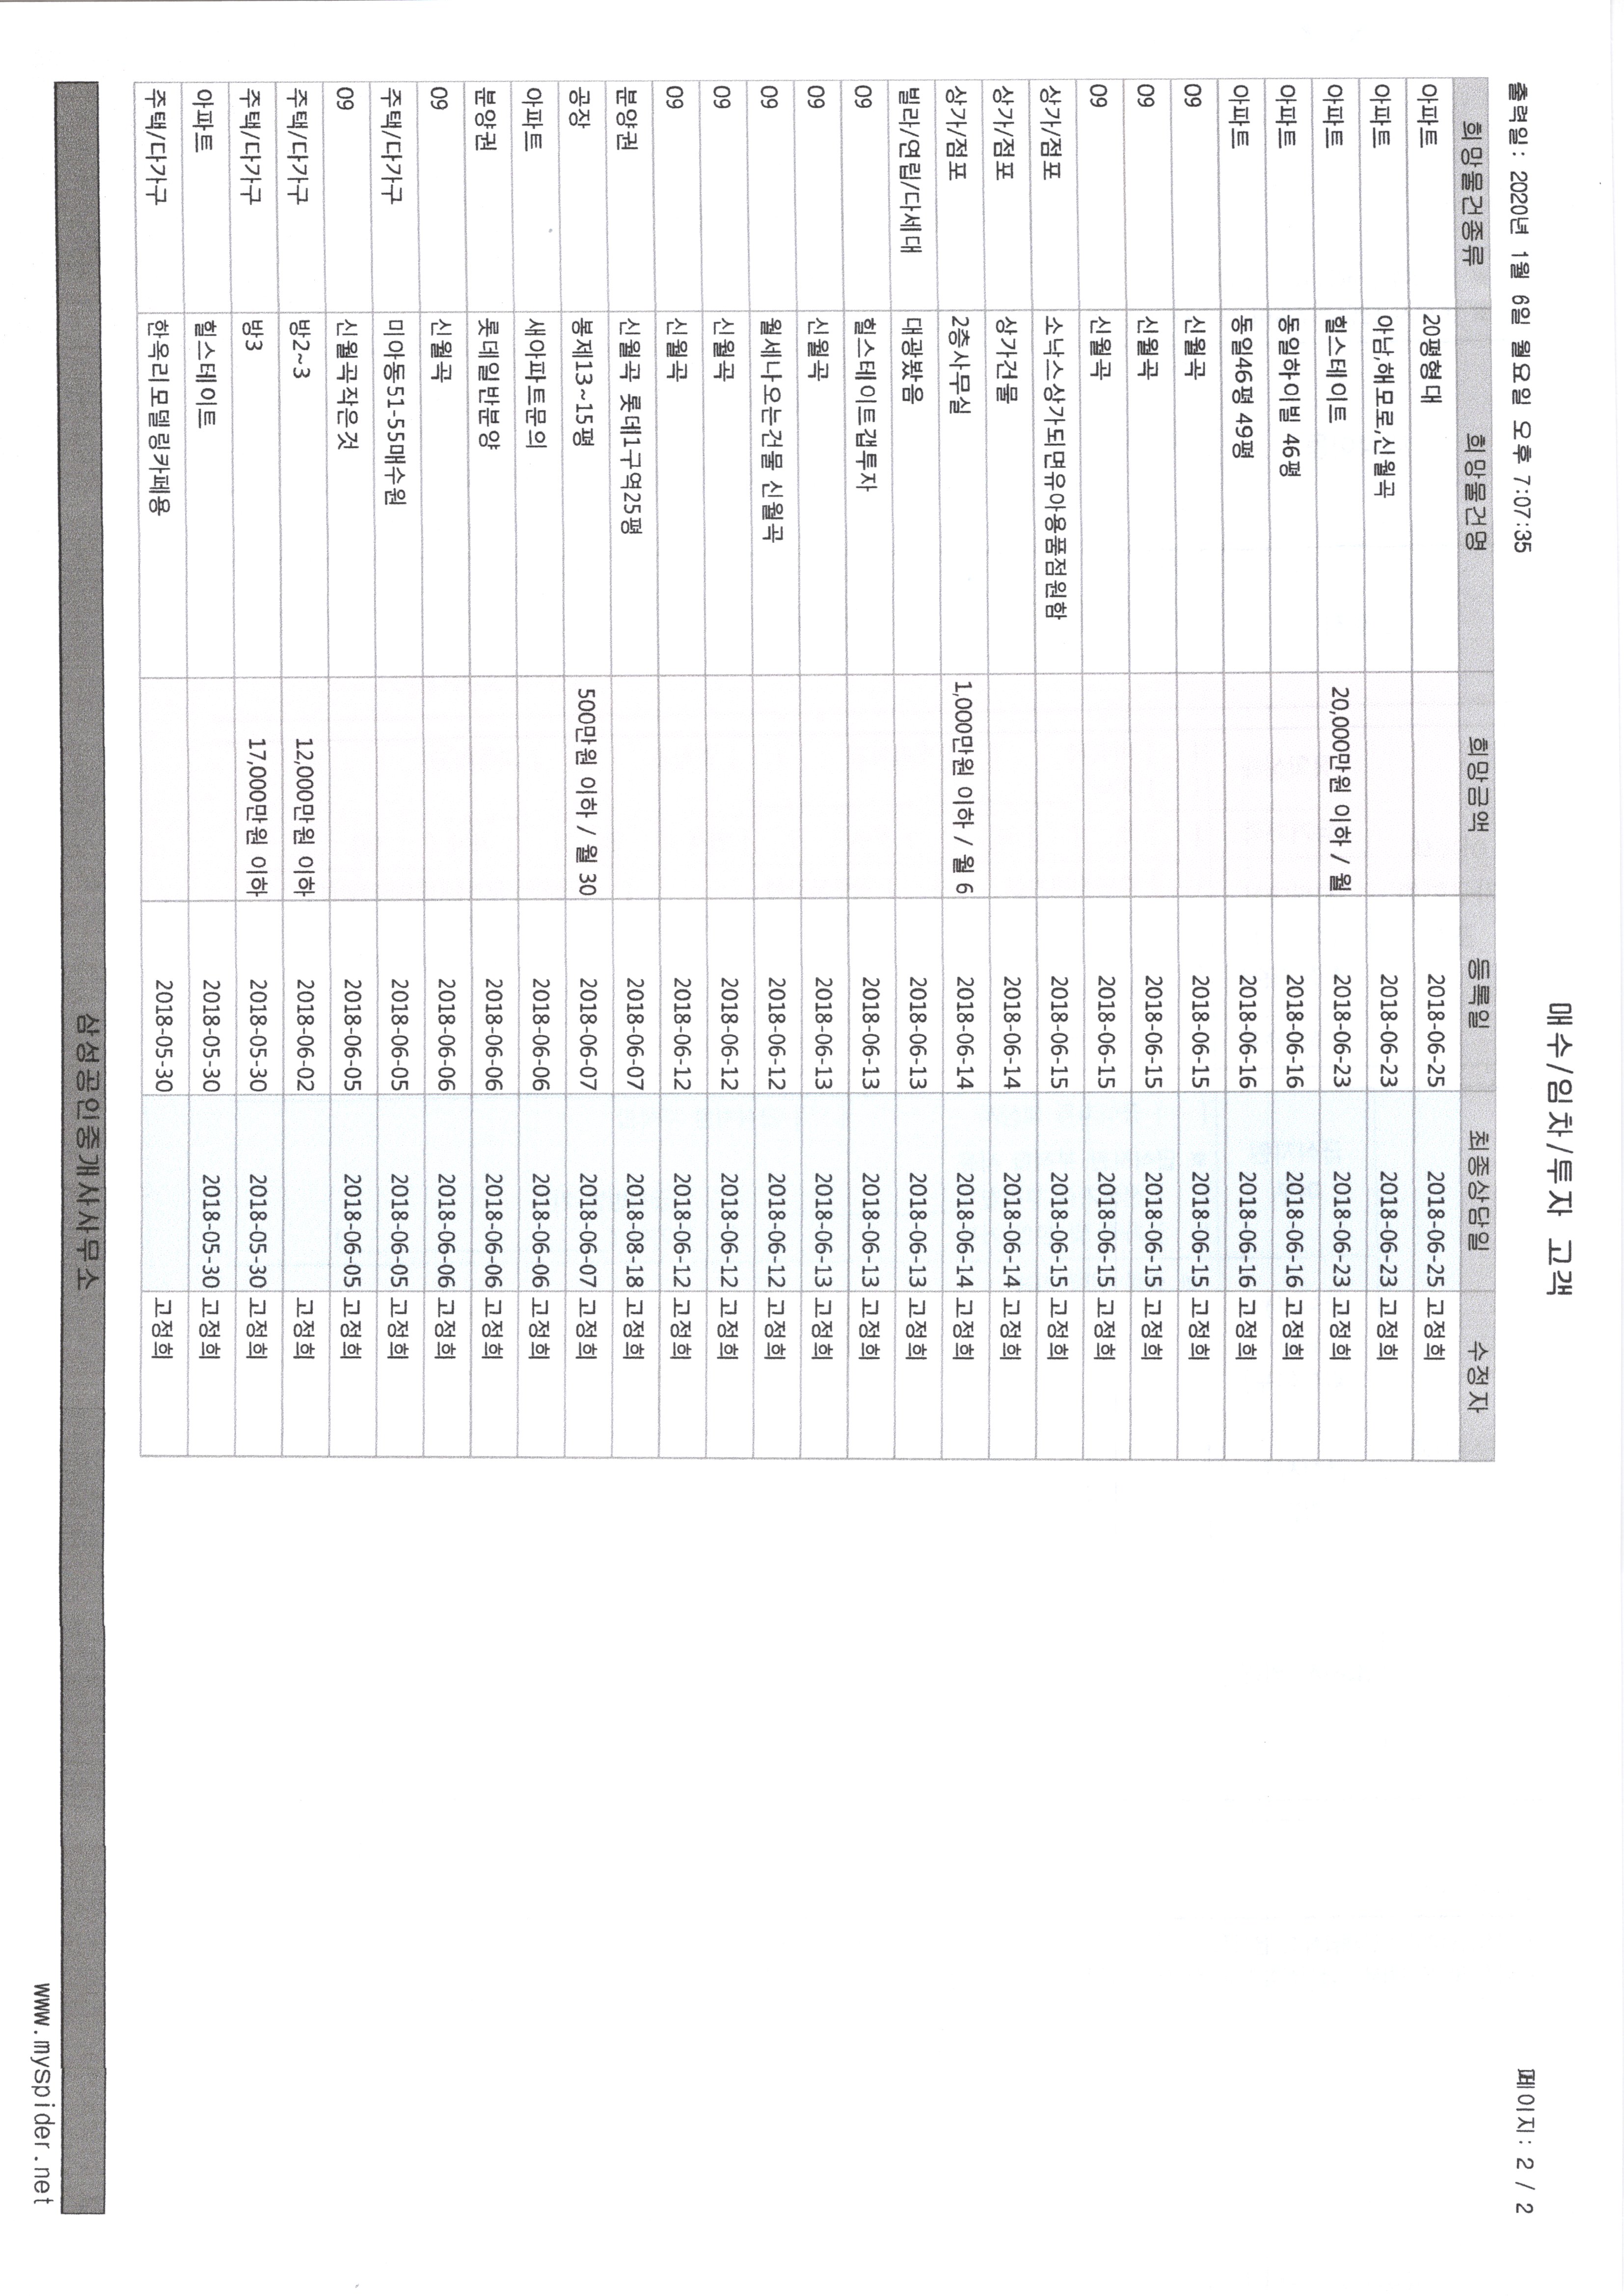 매수/임차/투자 고객
출력일: 2020년 1월 6일 월요일 오후 7:07:35 페이지: 2 / 2
희망물건종류 희망물건명 희망금액 등록일 최종상담일 수정자
아파트 20평형대 2018-06-25 2018-06-25 고정희
아파트 아남,해모로,신월곡 2018-06-23 2018-06-23 고정희
아파트 힐스테이트 20,000만원 이하 / 월 2018-06-23 2018-06-23 고정희
아파트 동일하이빌 46평 2018-06-16 2018-06-16 고정희
아파트 동일46평 49평 2018-06-16 2018-06-16 고정희
09 신월곡 2018-06-15 2018-06-15 고정희
09 신월곡 2018-06-15 2018-06-15 고정희
09 신월곡 2018-06-15 2018-06-15 고정희
상가/점포 소낙스상가되면유아용품점원함 2018-06-15 2018-06-15 고정희
상가/점포 상가건물 2018-06-14 2018-06-14 고정희
상가/점포 2층사무실 1,000만원 이하 / 월 6 2018-06-14 2018-06-14 고정희
빌라/연립/다세대 대광봤음 2018-06-13 2018-06-13 고정희
09 힐스테이트갭투자 2018-06-13 2018-06-13 고정희
09 신월곡 2018-06-13 2018-06-13 고정희
09 월세나오는건물 신월곡 2018-06-12 2018-06-12 고정희
09 신월곡 2018-06-12 2018-06-12 고정희
09 신월곡 2018-06-12 2018-06-12 고정희
분양권 신월곡 롯데1구역25평 2018-06-07 2018-08-18 고정희
공장 봉제13~15평 500만원 이하 / 월 30 2018-06-07 2018-06-07 고정희
아파트 새아파트문의 2018-06-06 2018-06-06 고정희
분양권 롯데일반분양 2018-06-06 2018-06-06 고정희
09 신월곡 2018-06-06 2018-06-06 고정희
주택/다가구 미아동51-55매수원 2018-06-05 2018-06-05 고정희
09 신월곡작은것 2018-06-05 2018-06-05 고정희
주택/다가구 방2~3 12,000만원 이하 2018-06-02 고정희
주택/다가구 방3 17,000만원 이하 2018-05-30 2018-05-30 고정희
아파트 힐스테이트 2018-05-30 2018-05-30 고정희
주택/다가구 한옥리모델링카페용 2018-05-30 고정희
삼성공인중개사사무소
www.myspider.net